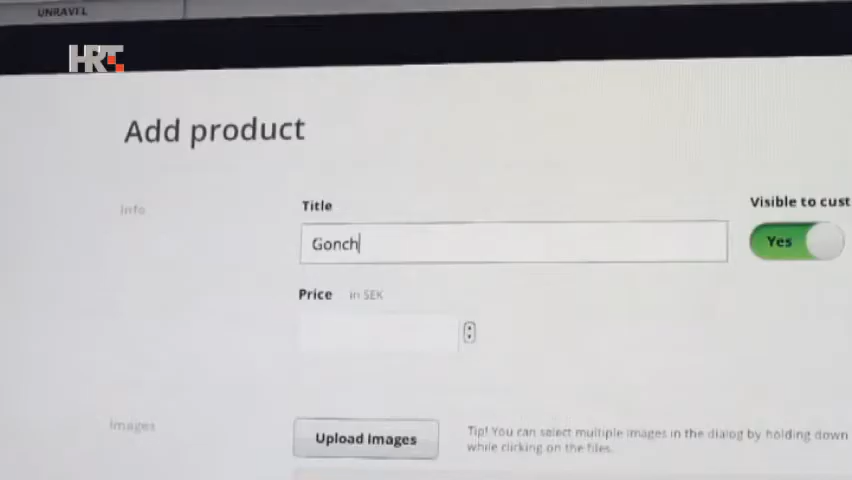 UNRAVEL
HRT
Add product
Info
Title
Visible to cust
Gonch
Yes
Price in SEK
Images
Upload Images
Tip! You can select multiple images in the dialog by holding down
while clicking on the files.